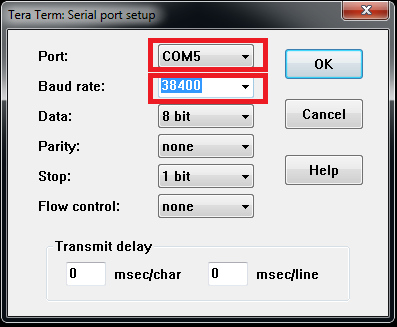 Tera Term: Serial port setup
Port: COM5 OK
Baud rate: 38400
Data: 8 bit Cancel
Parity: none
Stop: 1 bit Help
Flow control: none
Transmit delay
0 msec/char 0 msec/line